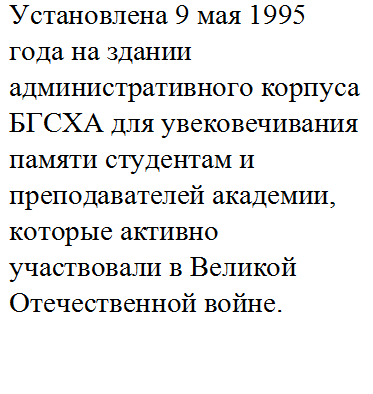 Установлена 9 мая 1995
года на здании
административного корпуса
БГСХА для увековечивания
памяти студентам и
преподавателей академии,
которые активно
участвовали в Великой
Отечественной войне.